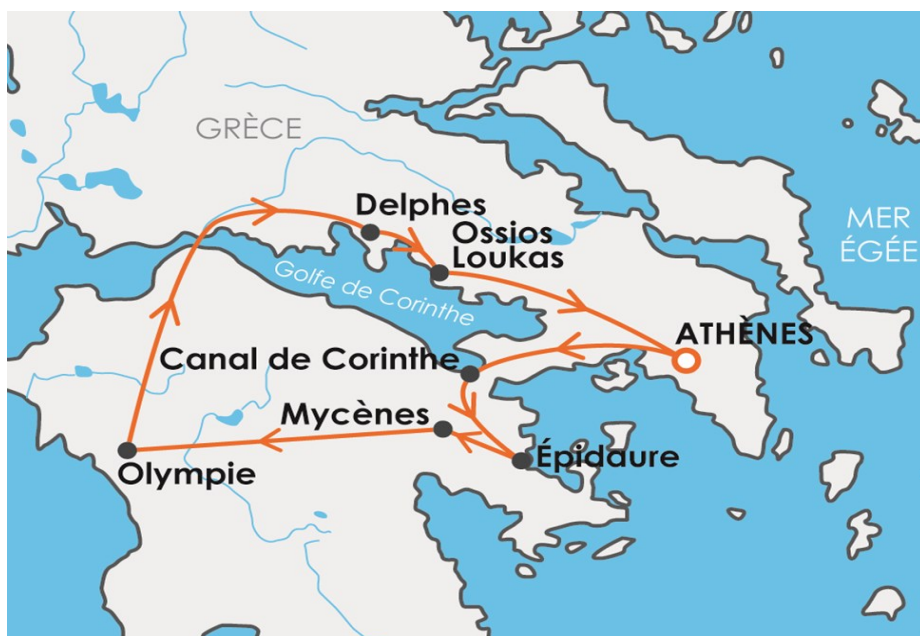 GRÈCE
Delphes
Ossios
Loukas
MER
ÉGÉE
Golfe de Corinthe
ATHÈNES
Canal de Corinthe
Mycènes
Épidaure
Olympie